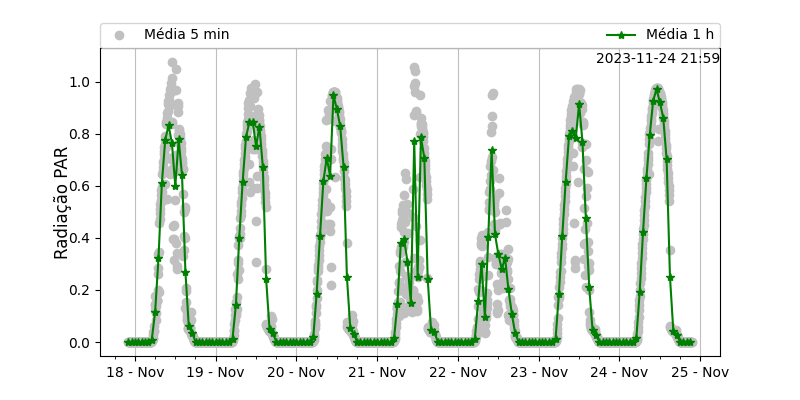 Média 5 min
Média 1 h
2023-11-24 21:59
Radiação PAR
1.0
0.8
0.6
0.4
0.2
0.0
18 - Nov
19 - Nov
20 - Nov
21 - Nov
22 - Nov
23 - Nov
24 - Nov
25 - Nov